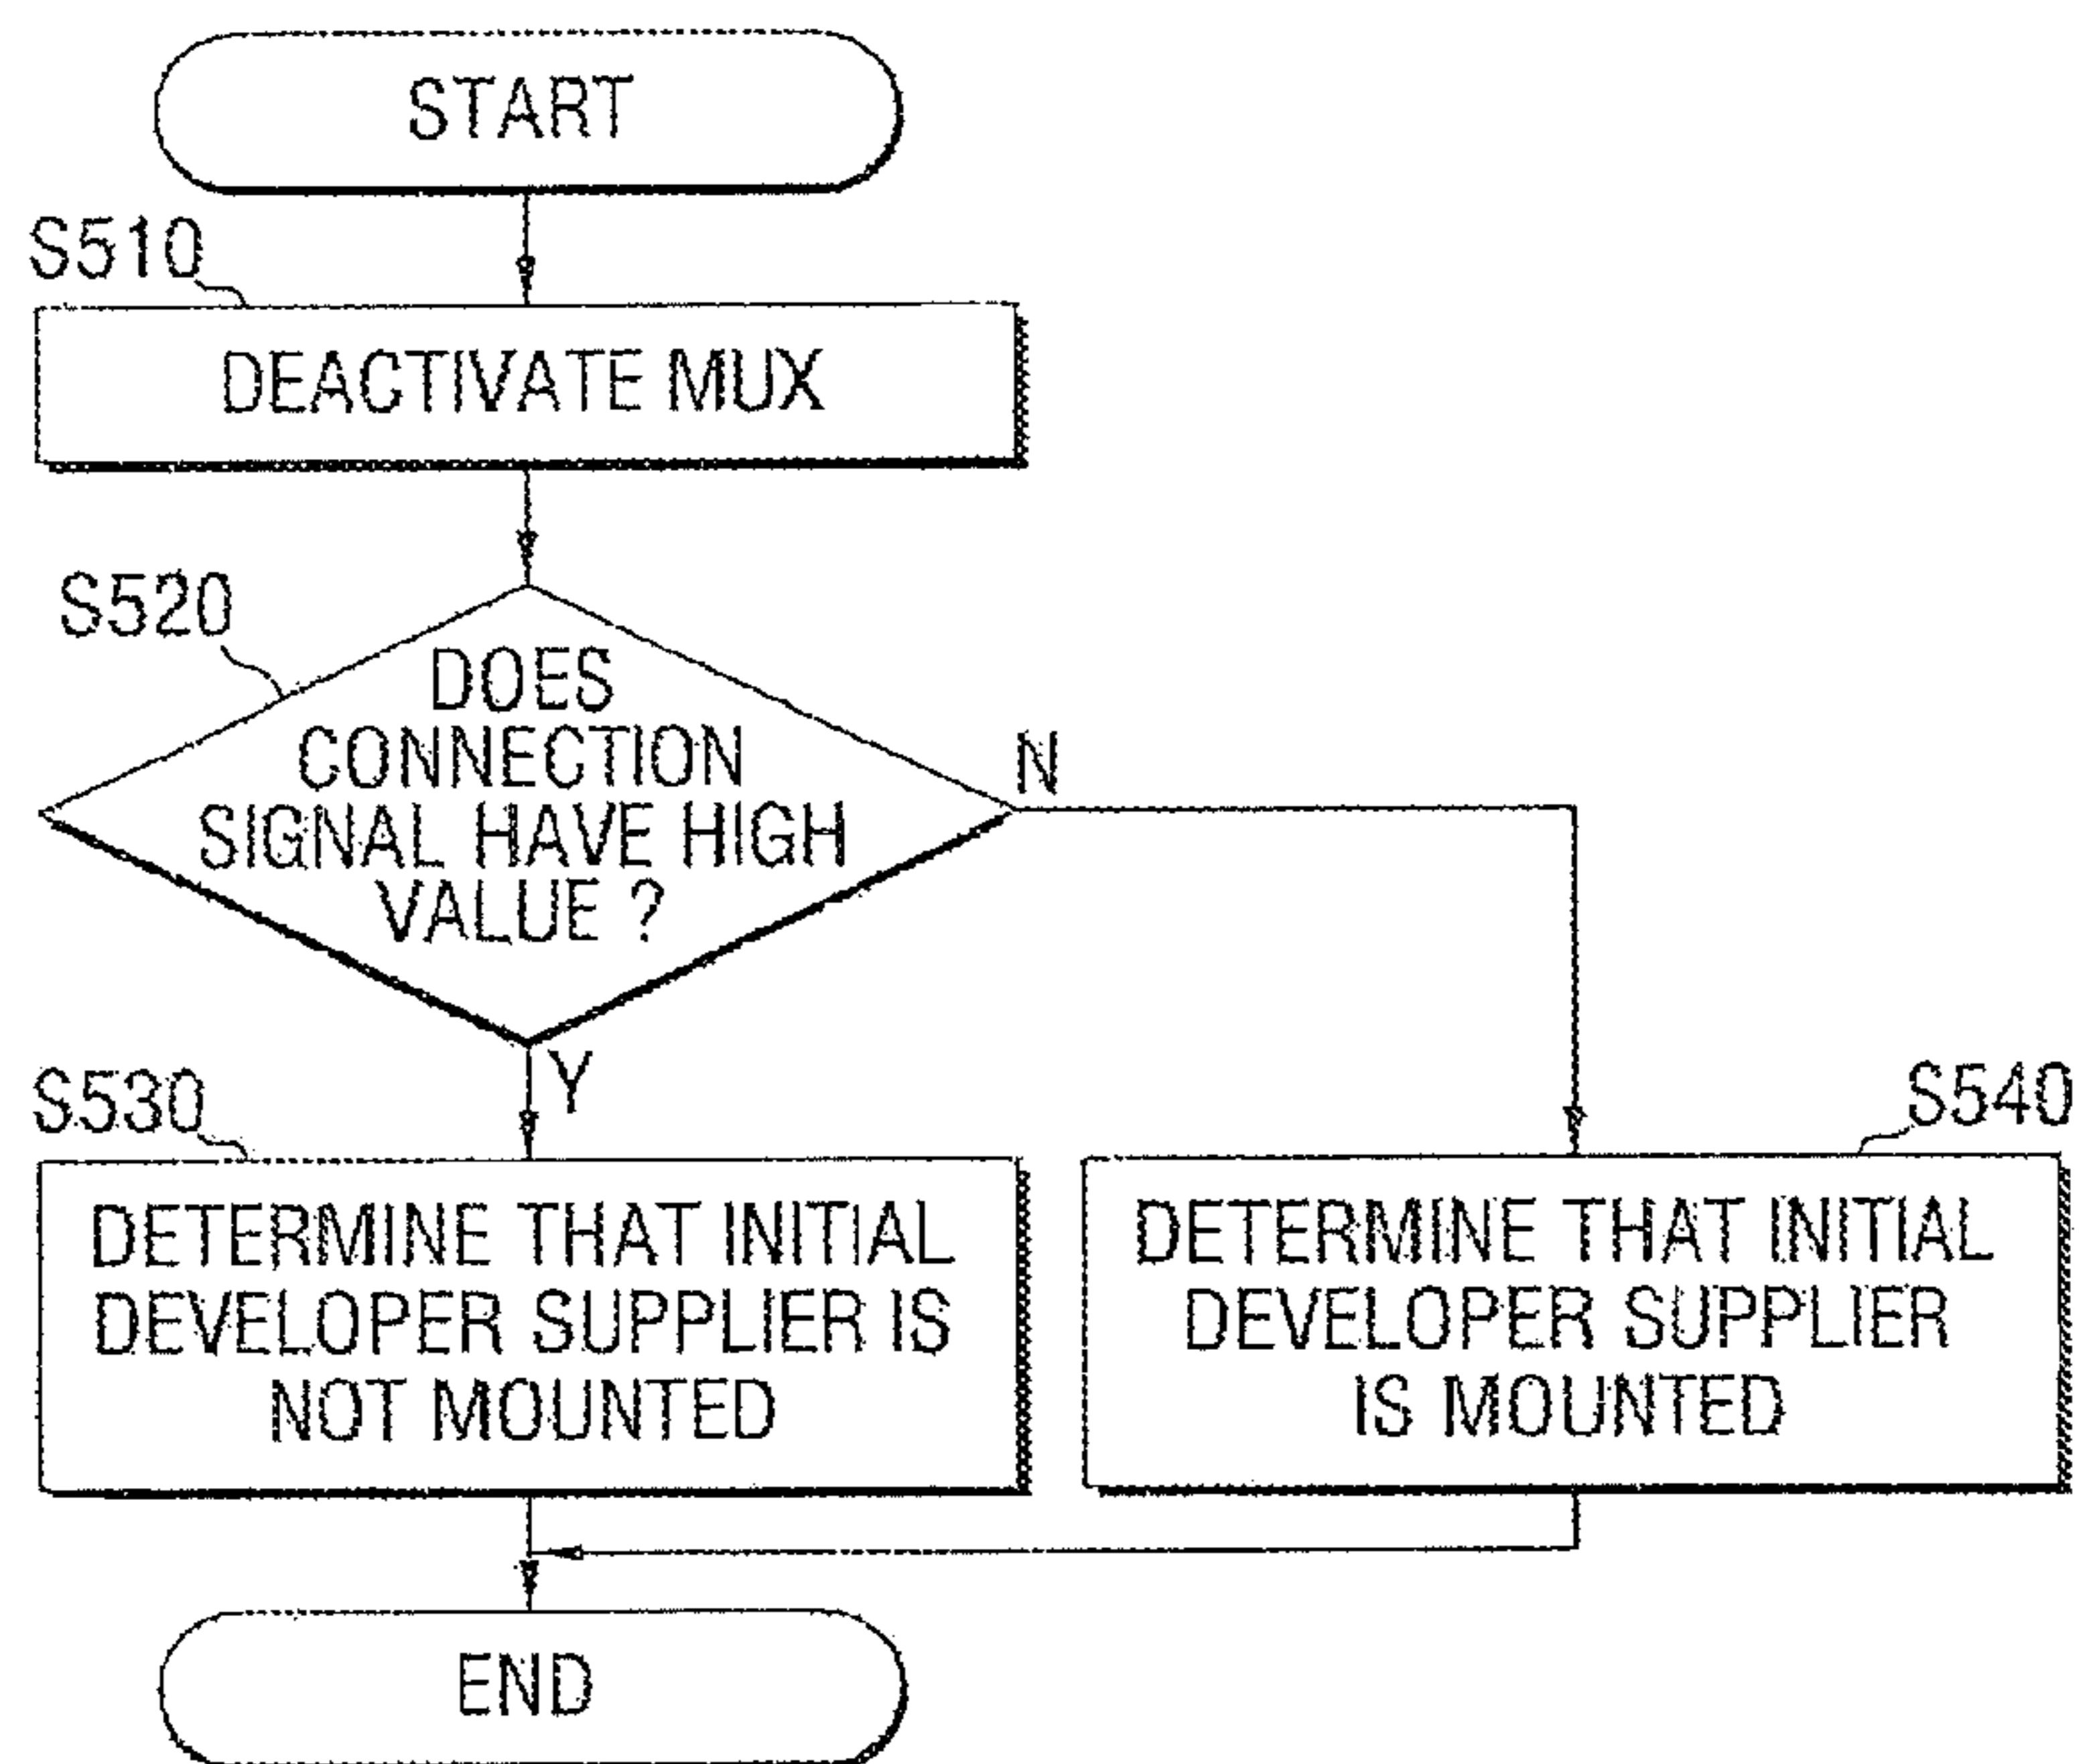 START
S510
DEACTIVATE MUX
S520
DOES
CONNECTION
SIGNAL HAVE HIGH
VALUE ?
N
Y
S530
DETERMINE THAT INITIAL
DEVELOPER SUPPLIER IS
NOT MOUNTED
S540
DETERMINE THAT INITIAL
DEVELOPER SUPPLIER
IS MOUNTED
END